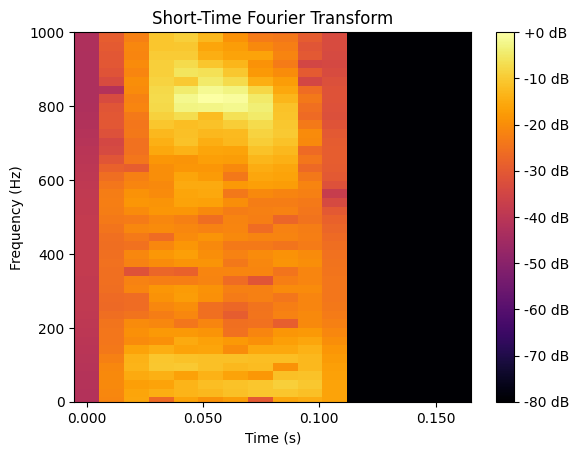 Short-Time Fourier Transform
1000
800
600
400
200
0
Frequency (Hz)
0.000
0.050
0.100
0.150
Time (s)
+0 dB
-10 dB
-20 dB
-30 dB
-40 dB
-50 dB
-60 dB
-70 dB
-80 dB